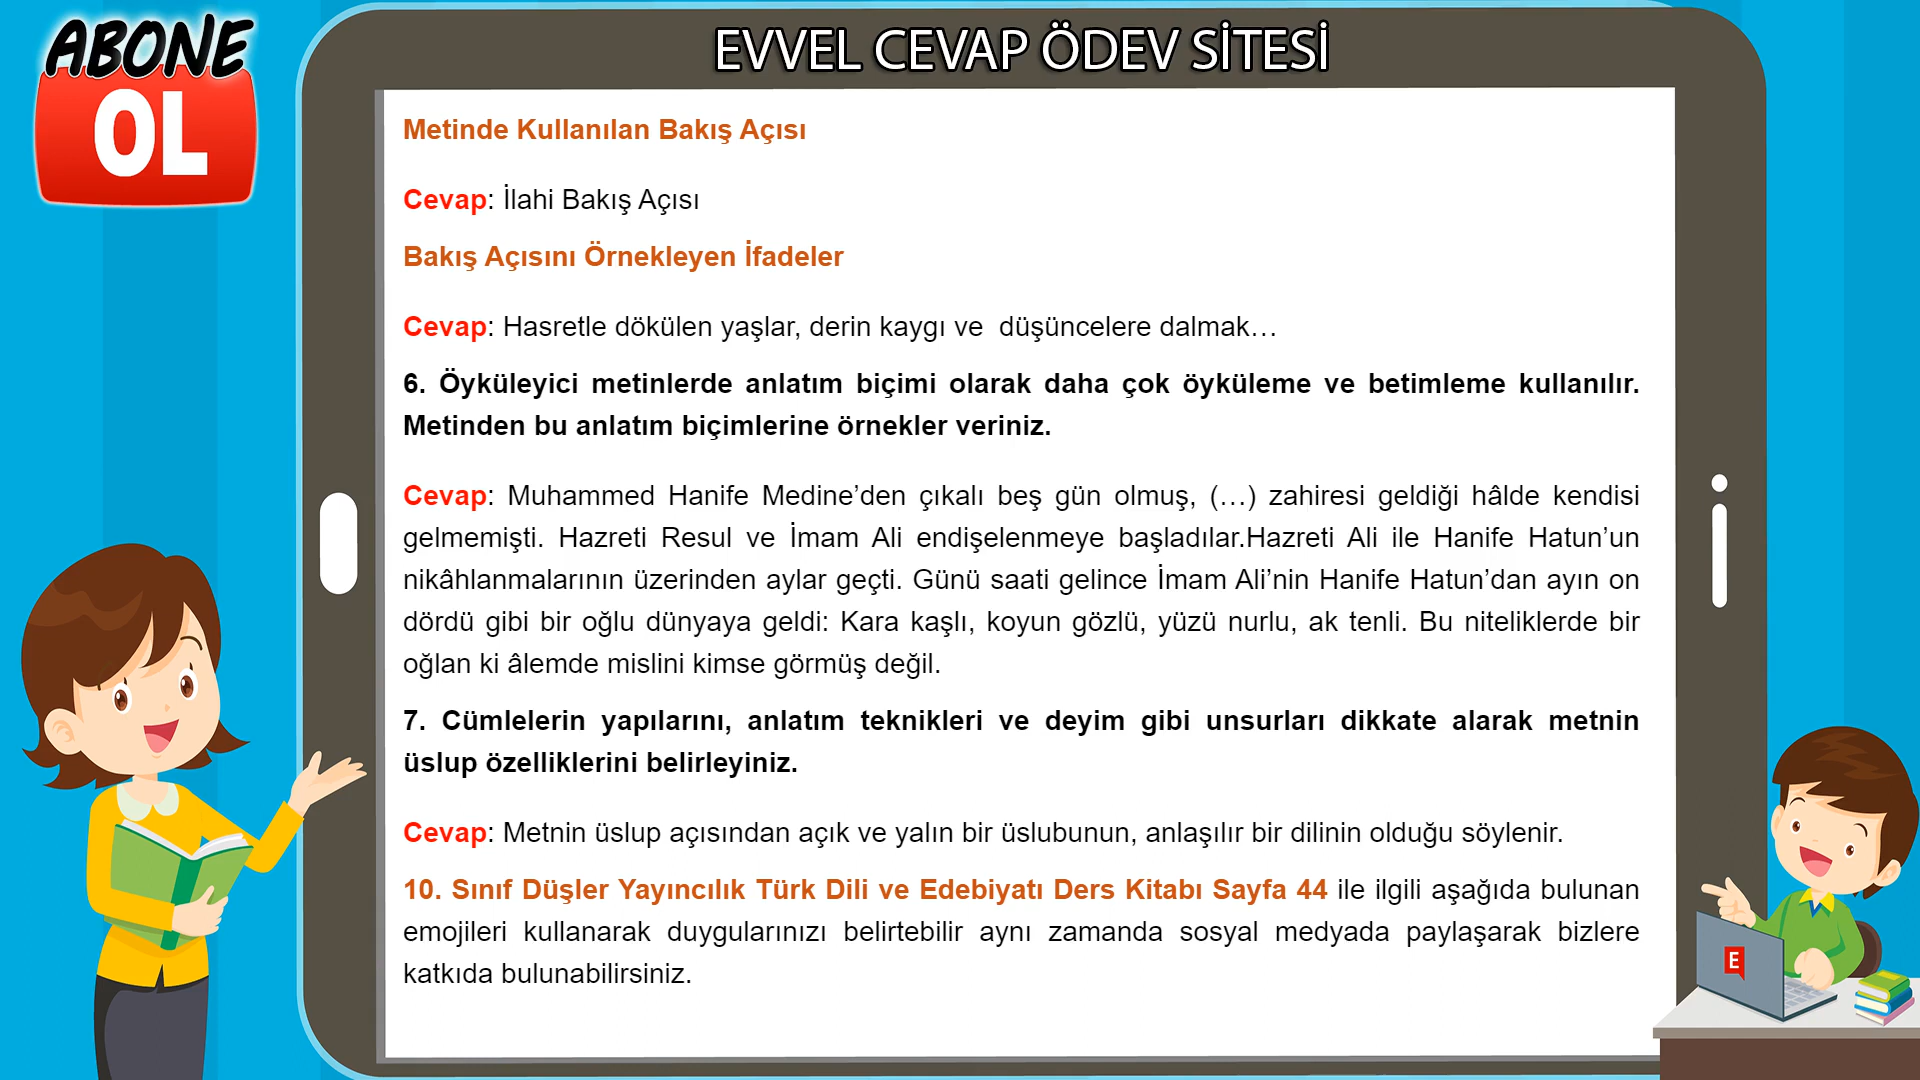 ABONE
OL
EVVEL CEVAP ÖDEV SİTESİ
Metinde Kullanılan Bakış Açısı
Cevap: İlahi Bakış Açısı
Bakış Açısını Örnekleyen İfadeler
Cevap: Hasretle dökülen yaşlar, derin kaygı ve  düşüncelere dalmak…
6. Öyküleyici metinlerde anlatım biçimi olarak daha çok öyküleme ve betimleme kullanılır.
Metinden bu anlatım biçimlerine örnekler veriniz.
Cevap: Muhammed Hanife Medine’den çıkalı beş gün olmuş, (…) zahiresi geldiği hâlde kendisi
gelmemişti. Hazreti Resul ve İmam Ali endişelenmeye başladılar.Hazreti Ali ile Hanife Hatun’un
nikâhlanmalarının üzerinden aylar geçti. Günü saati gelince İmam Ali’nin Hanife Hatun’dan ayın on
dördü gibi bir oğlu dünyaya geldi: Kara kaşlı, koyun gözlü, yüzü nurlu, ak tenli. Bu niteliklerde bir
oğlan ki âlemde mislini kimse görmüş değil.
7. Cümlelerin yapılarını, anlatım teknikleri ve deyim gibi unsurları dikkate alarak metnin
üslup özelliklerini belirleyiniz.
Cevap: Metnin üslup açısından açık ve yalın bir üslubunun, anlaşılır bir dilinin olduğu söylenir.
10. Sınıf Düşler Yayıncılık Türk Dili ve Edebiyatı Ders Kitabı Sayfa 44 ile ilgili aşağıda bulunan
emojileri kullanarak duygularınızı belirtebilir aynı zamanda sosyal medyada paylaşarak bizlere
katkıda bulunabilirsiniz.
E